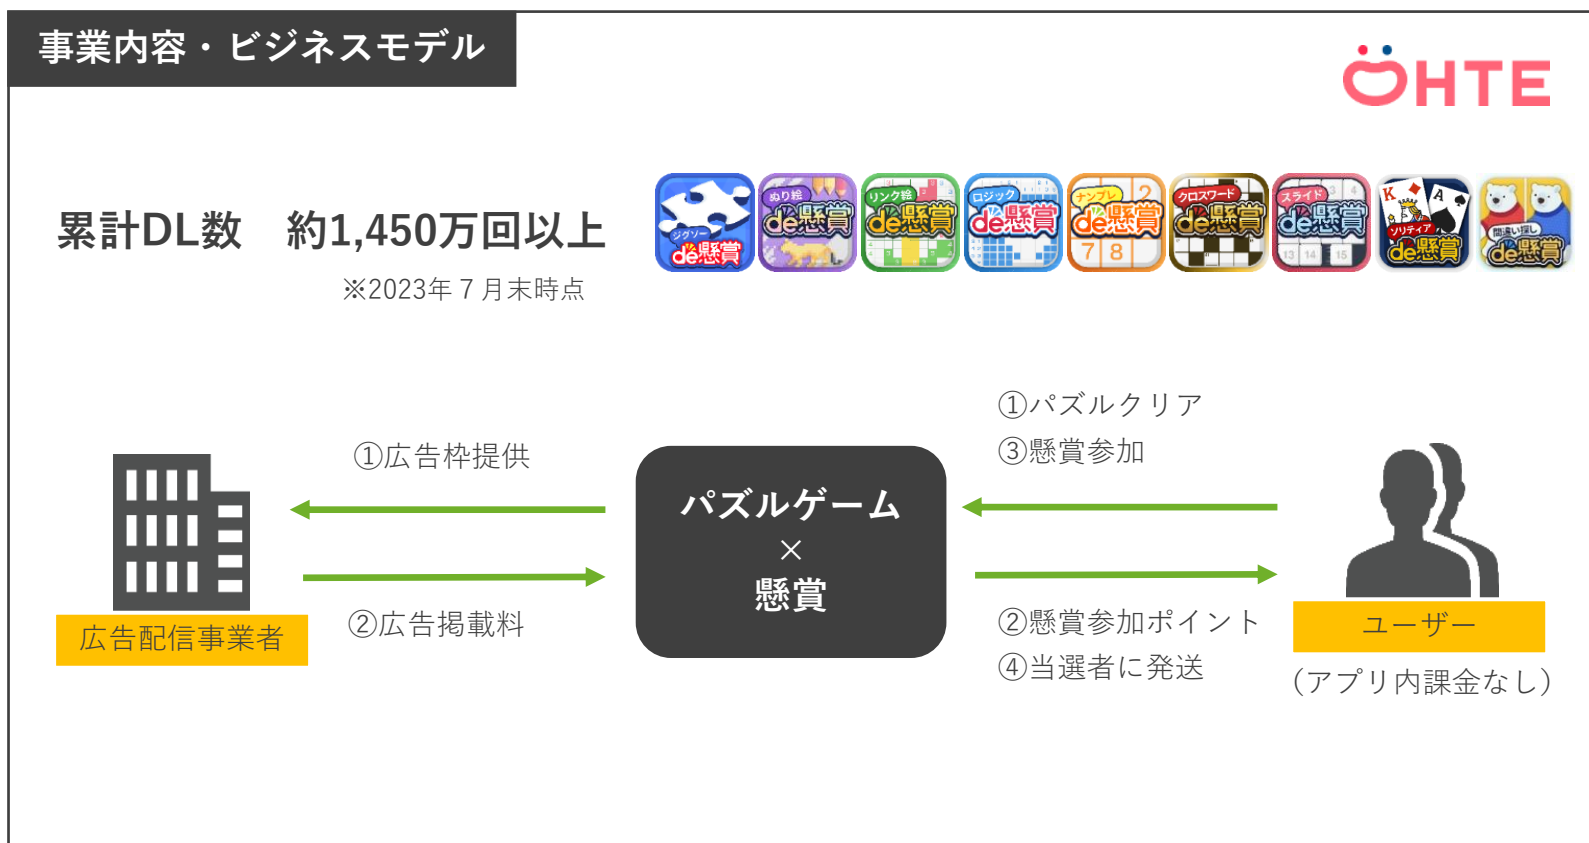 事業内容・ビジネスモデル
ÖHTE
累計DL数　約1,450万回以上
※2023年７月末時点
ジグソー
de懸賞
ぬり絵
de懸賞
リンク絵
de懸賞
ロジック
de懸賞
ナンプレ
de懸賞
2
7 8
クロスワード
de懸賞
スライド
de懸賞
3 4
13 14 15
K A
ソリティア
de懸賞
間違い探し
de懸賞
①パズルクリア
③懸賞参加
①広告枠提供
パズルゲーム
×
懸賞
②広告掲載料
②懸賞参加ポイント
④当選者に発送
広告配信事業者
ユーザー
（アプリ内課金なし）